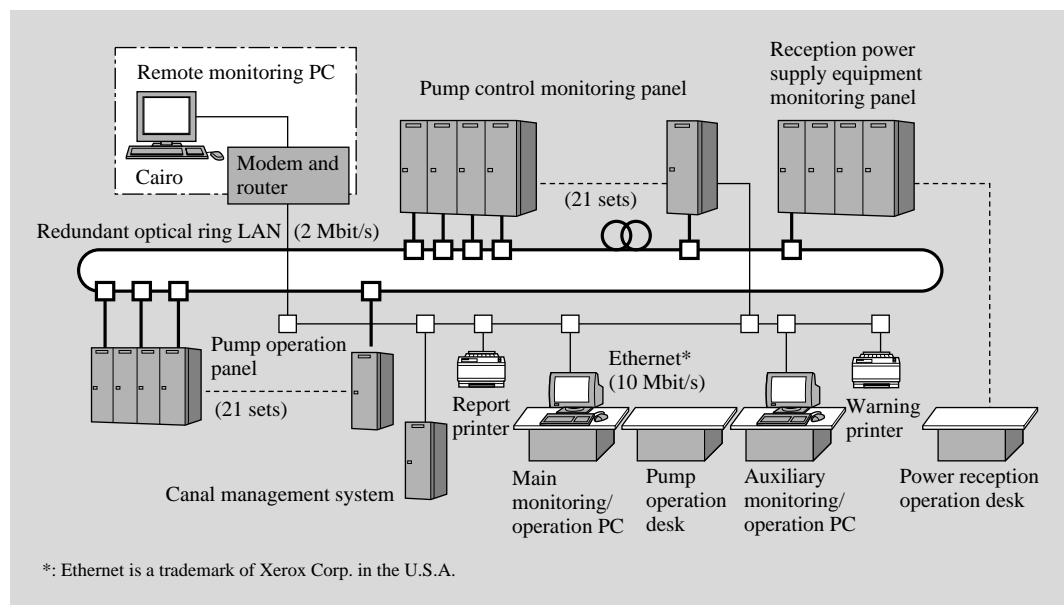 Remote monitoring PC
Cairo
Modem and
router
Pump control monitoring panel
(21 sets)
Reception power
supply equipment
monitoring panel
Redundant optical ring LAN (2 Mbit/s)
Pump operation
panel
(21 sets)
Report
printer
Ethernet*
(10 Mbit/s)
Warning
printer
Canal management system
Main
monitoring/
operation PC
Pump
operation
desk
Auxiliary
monitoring/
operation PC
Power reception
operation desk
*: Ethernet is a trademark of Xerox Corp. in the U.S.A.